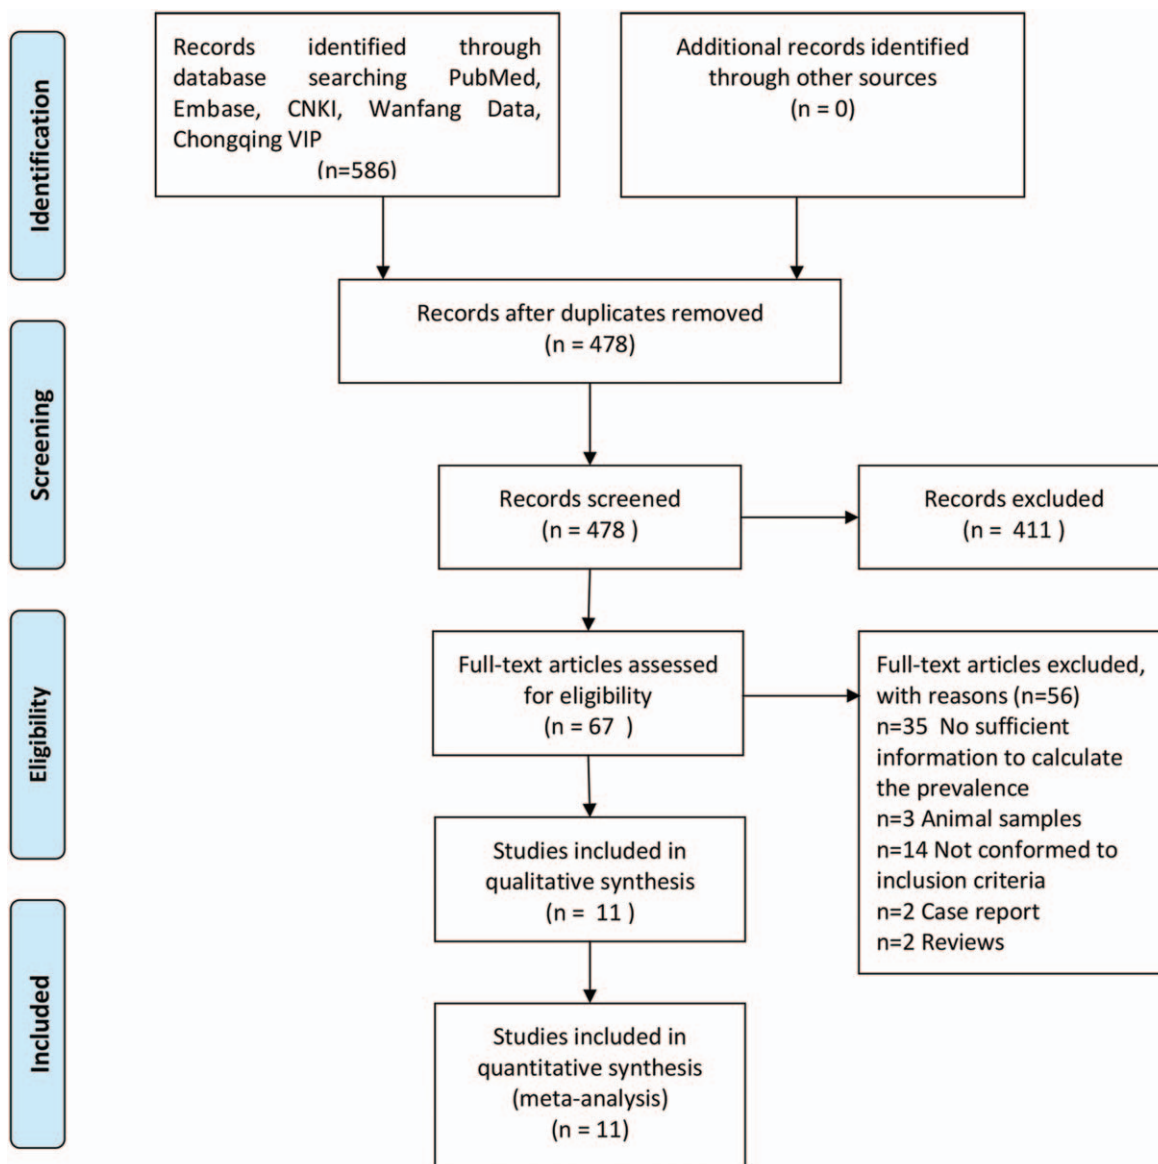 Identification
Records identified through
database searching PubMed,
Embase, CNKI, Wanfang Data,
Chongqing VIP
(n=586)
Additional records identified
through other sources
(n = 0)
Records after duplicates removed
(n = 478)
Screening
Records screened
(n = 478 )
Records excluded
(n = 411 )
Eligibility
Full-text articles assessed
for eligibility
(n = 67 )
Full-text articles excluded,
with reasons (n=56)
n=35 No sufficient
information to calculate
the prevalence
n=3 Animal samples
n=14 Not conformed to
inclusion criteria
n=2 Case report
n=2 Reviews
Studies included in
qualitative synthesis
(n = 11 )
Included
Studies included in
quantitative synthesis
(meta-analysis)
(n = 11)